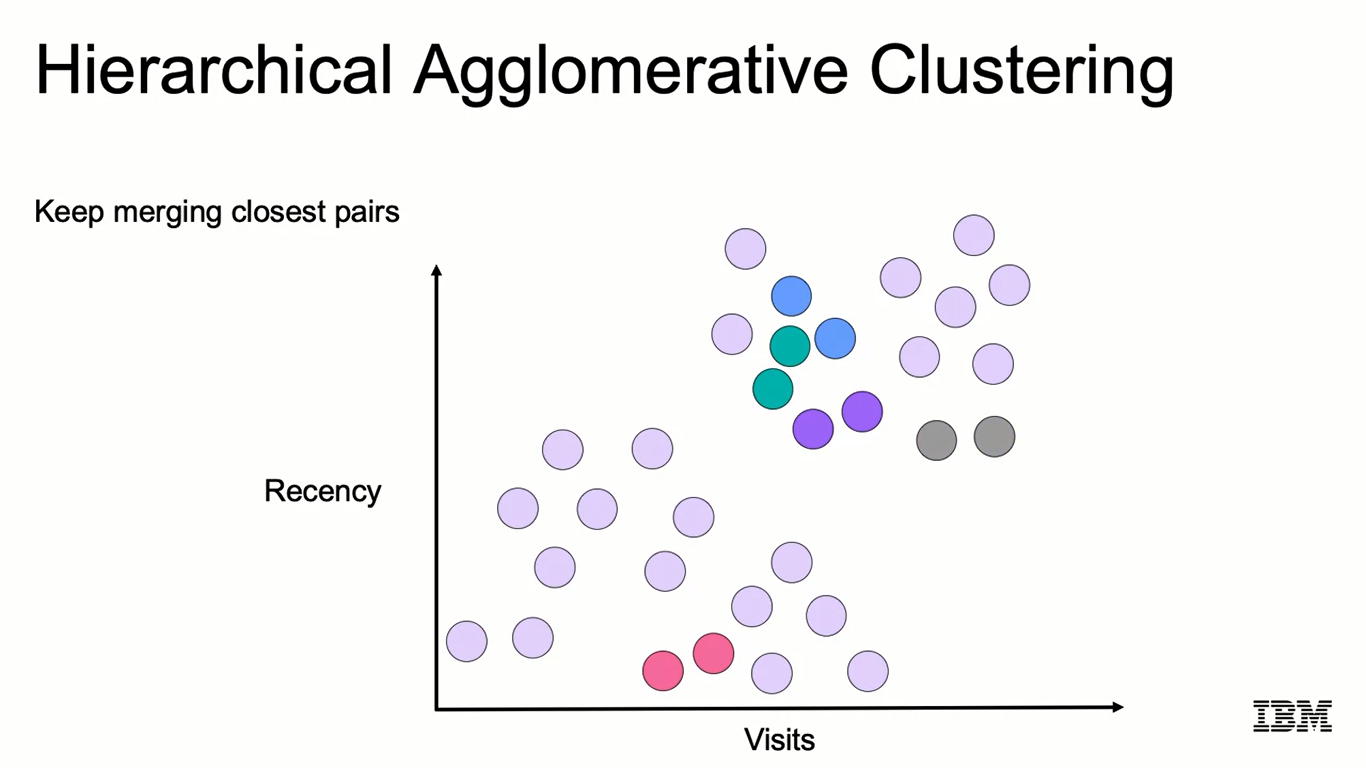 Hierarchical Agglomerative Clustering
Keep merging closest pairs
Recency
Visits
IBM